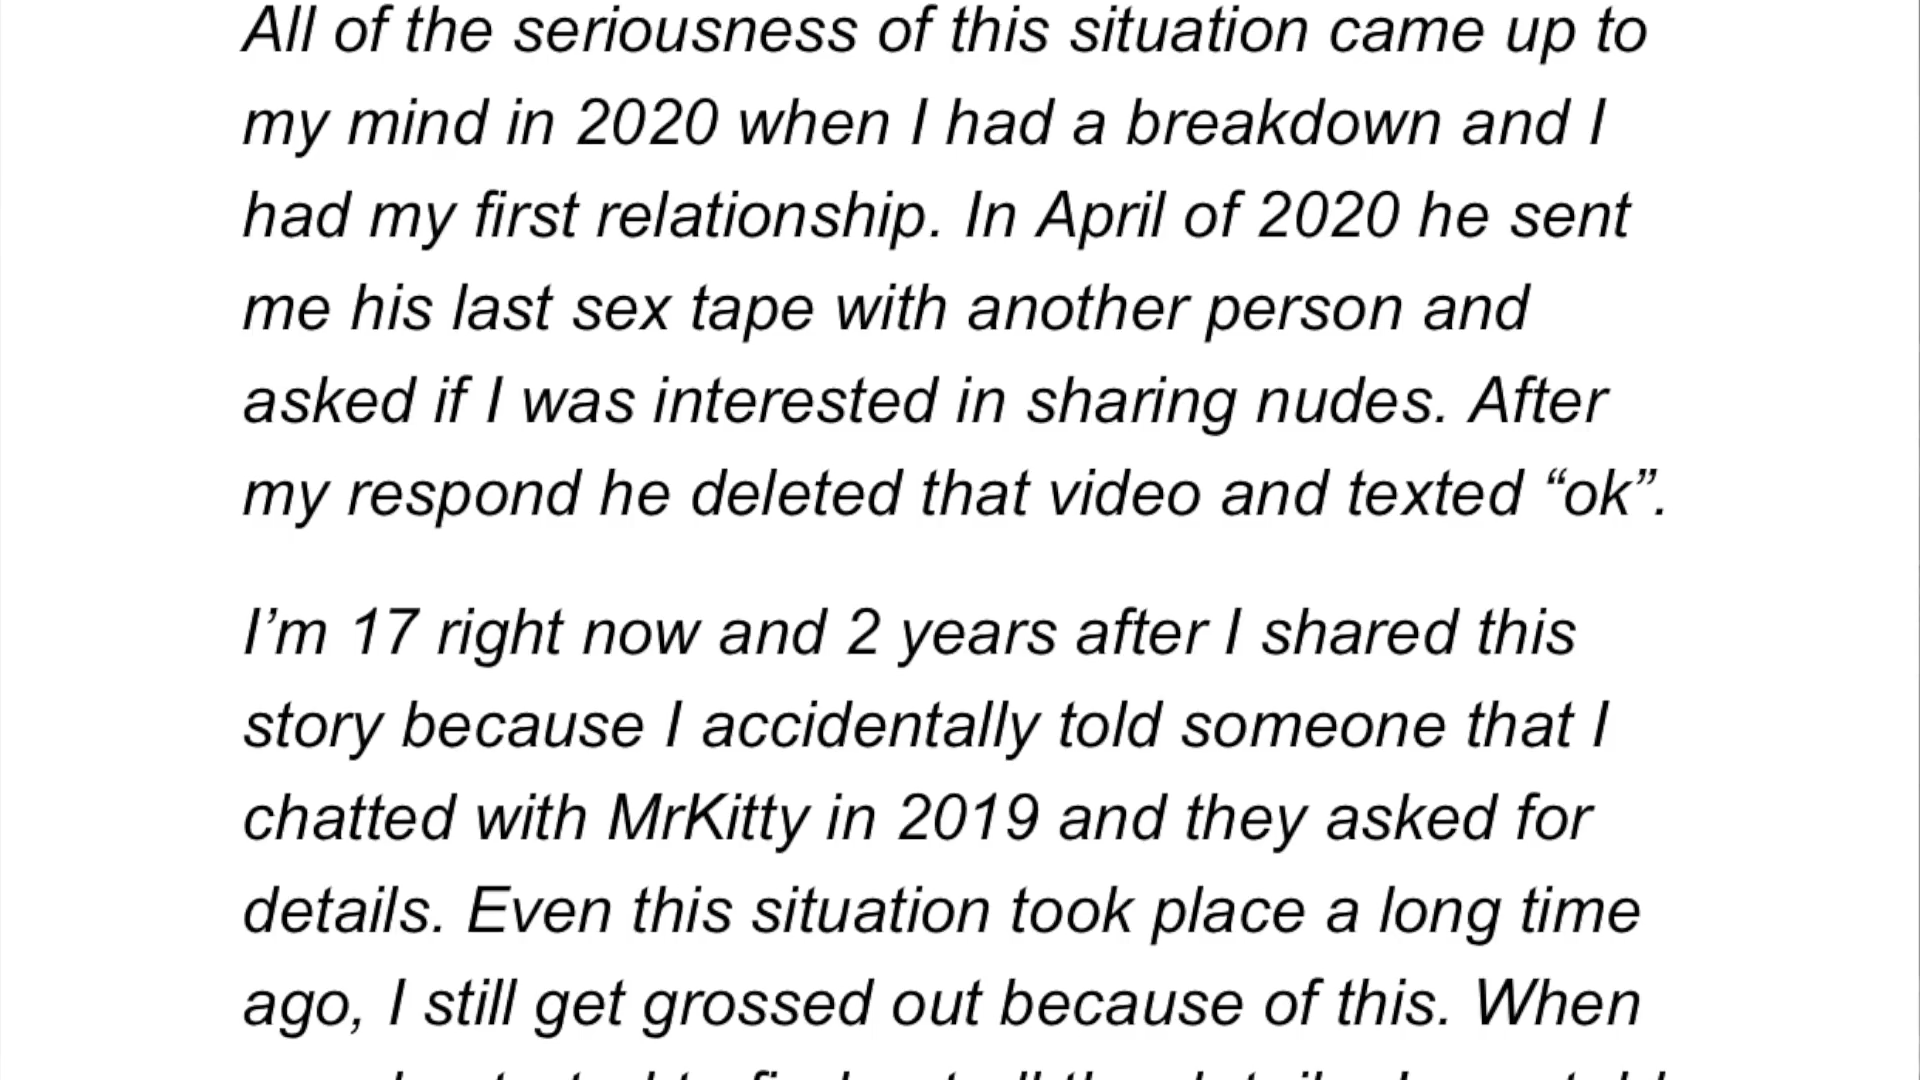 All of the seriousness of this situation came up to
my mind in 2020 when I had a breakdown and I
had my first relationship. In April of 2020 he sent
me his last sex tape with another person and
asked if I was interested in sharing nudes. After
my respond he deleted that video and texted “ok”.
I’m 17 right now and 2 years after I shared this
story because I accidentally told someone that I
chatted with MrKitty in 2019 and they asked for
details. Even this situation took place a long time
ago, I still get grossed out because of this. When